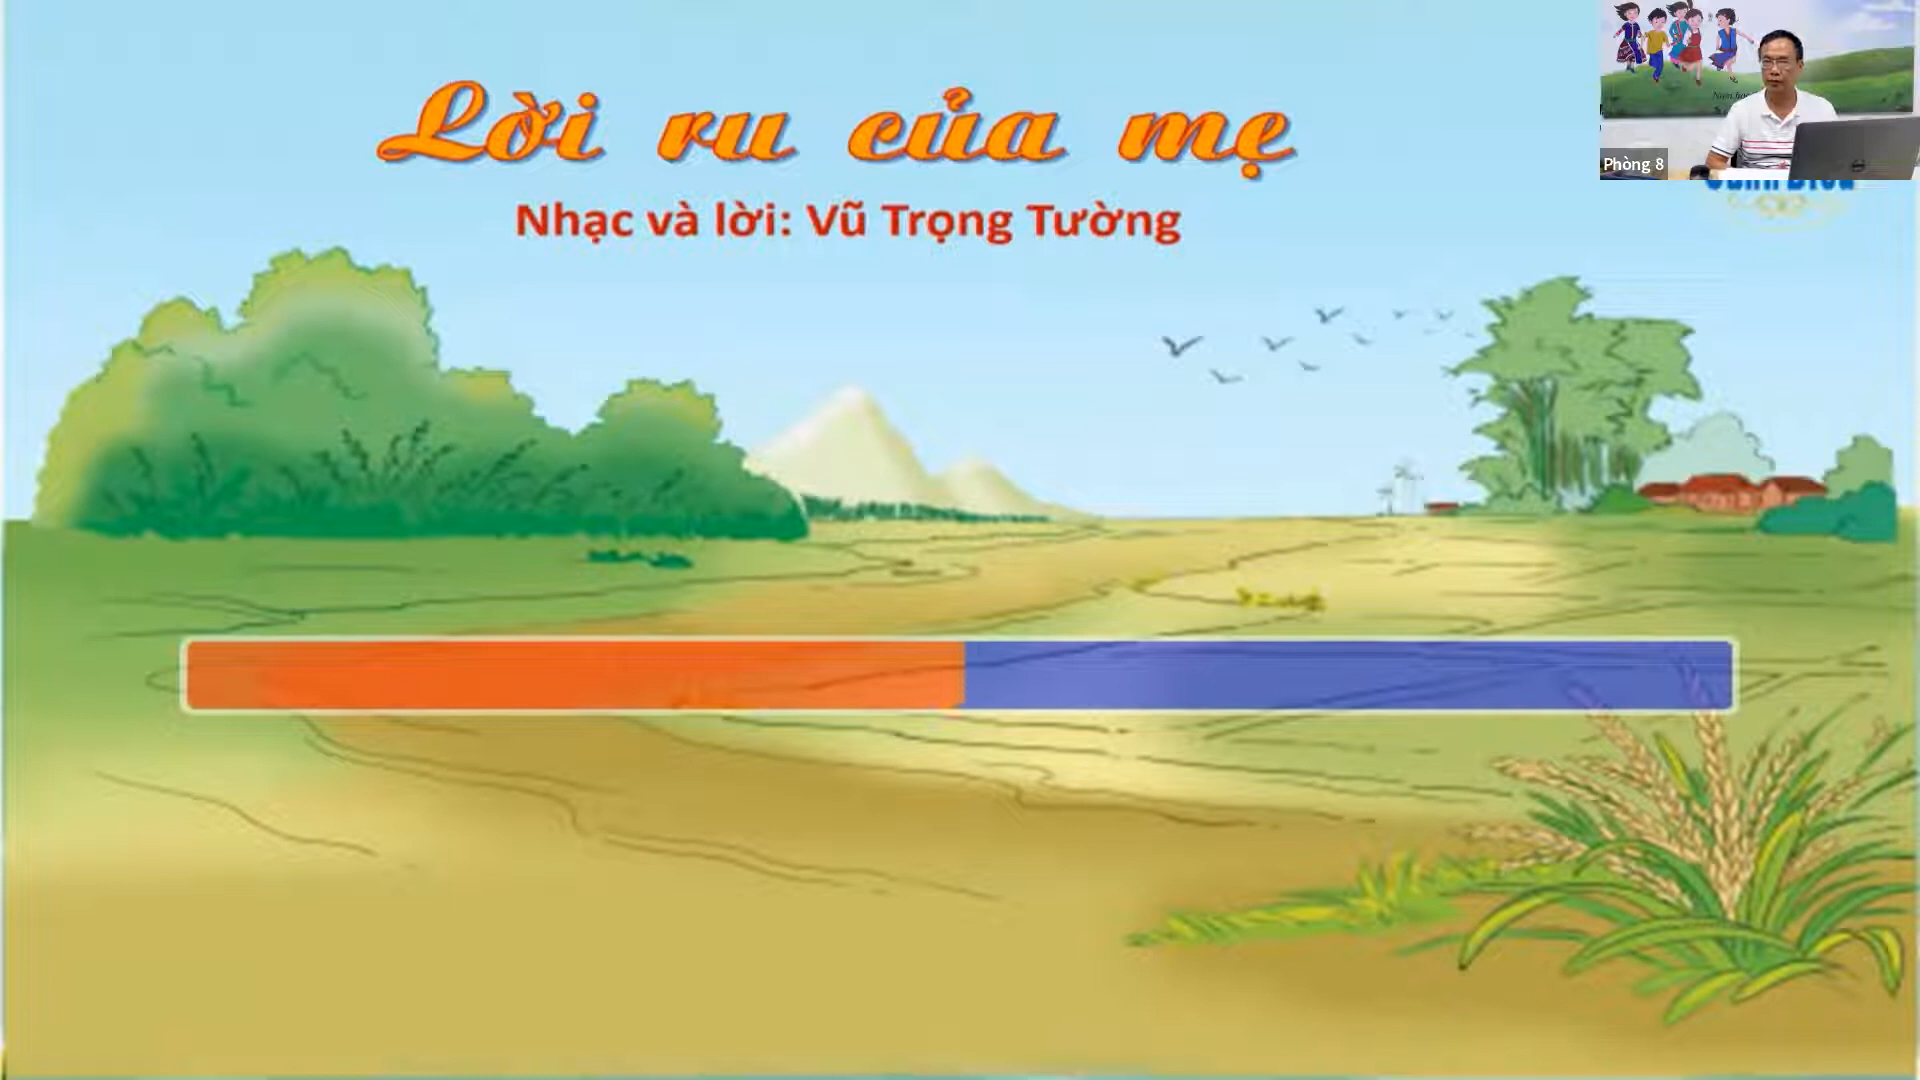 Lời ru của mẹ
Nhạc và lời: Vũ Trọng Tường
Phòng 8